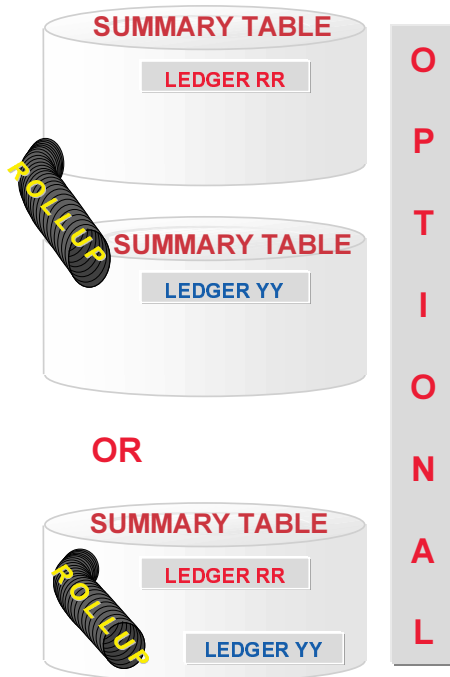 SUMMARY TABLE
LEDGER RR
ROLLUP
SUMMARY TABLE
LEDGER YY
OR
SUMMARY TABLE
LEDGER RR
ROLLUP
LEDGER YY
OPTIONAL